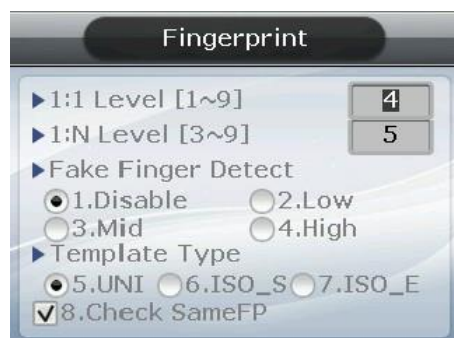 Fingerprint
▶1:1 Level [1~9] 4
▶1:N Level [3~9] 5
▶Fake Finger Detect
1.Disable 2.Low
3.Mid 4.High
▶Template Type
5.UNI 6.ISO_S 7.ISO_E
8.Check SameFP